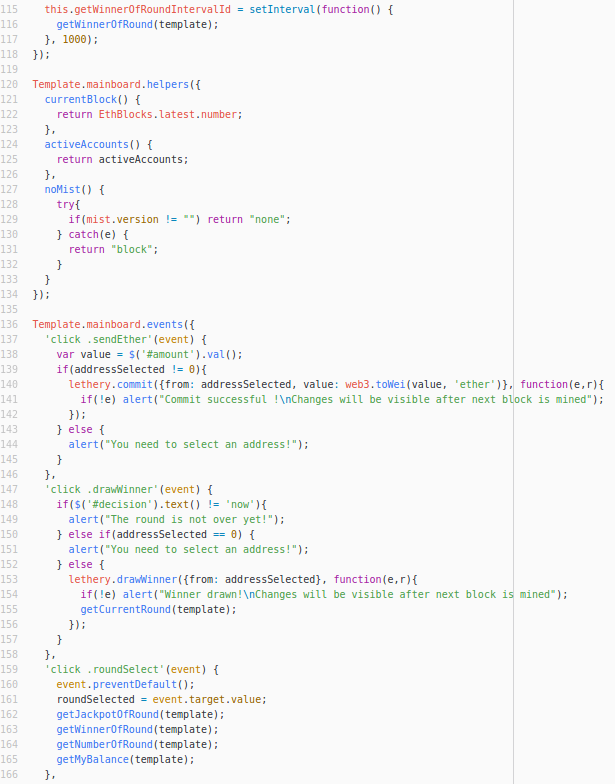 115 this.getWinnerOfRoundIntervalId = setInterval(function() {
116 getWinnerOfRound(template);
117 }, 1000);
118 });
119
120 Template.mainboard.helpers({
121 currentBlock() {
122 return EthBlocks.latest.number;
123 },
124 activeAccounts() {
125 return activeAccounts;
126 },
127 noMist() {
128 try{
129 if(mist.version != "") return "none";
130 } catch(e) {
131 return "block";
132 }
133 }
134 });
135
136 Template.mainboard.events({
137 'click .sendEther'(event) {
138 var value = $('#amount').val();
139 if(addressSelected != 0){
140 lethery.commit({from: addressSelected, value: web3.toWei(value, 'ether')}, function(e,r){
141 if(!e) alert("Commit successful !\nChanges will be visible after next block is mined");
142 });
143 } else {
144 alert("You need to select an address!");
145 }
146 },
147 'click .drawWinner'(event) {
148 if($('#decision').text() != 'now'){
149 alert("The round is not over yet!");
150 } else if(addressSelected == 0) {
151 alert("You need to select an address!");
152 } else {
153 lethery.drawWinner({from: addressSelected}, function(e,r){
154 if(!e) alert("Winner drawn!\nChanges will be visible after next block is mined");
155 getCurrentRound(template);
156 });
157 }
158 },
159 'click .roundSelect'(event) {
160 event.preventDefault();
161 roundSelected = event.target.value;
162 getJackpotOfRound(template);
163 getWinnerOfRound(template);
164 getNumberOfRound(template);
165 getMyBalance(template);
166 },